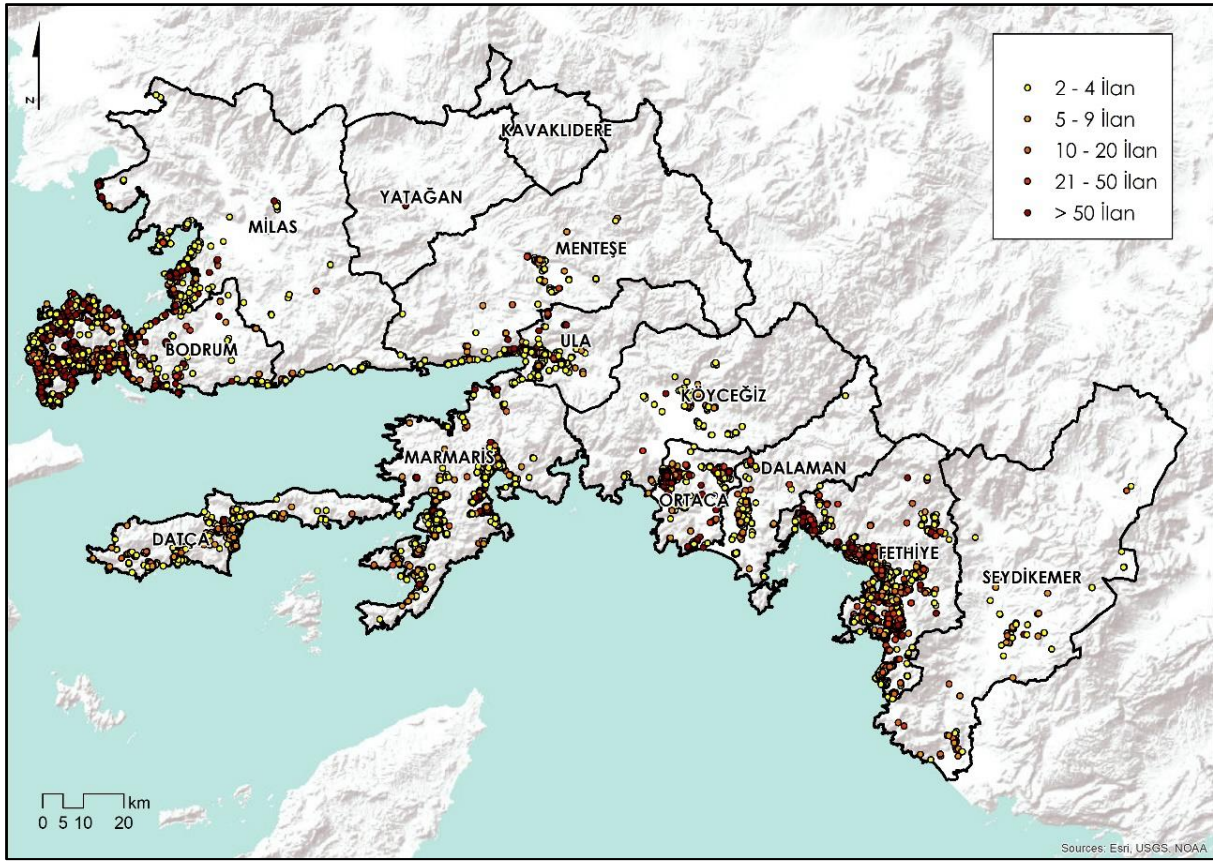 2 - 4 İlan
5 - 9 İlan
10 - 20 İlan
21 - 50 İlan
> 50 İlan
KAVAKLIDERE
YATAĞAN
MİLAS
MENTEŞE
ULA
BODRUM
KÖYCEĞİZ
MARMARİS
DALAMAN
ORTACA
DATÇA
FETHİYE
SEYDİKEMER
N
km
0 5 10 20
Sources: Esri, USGS, NOAA